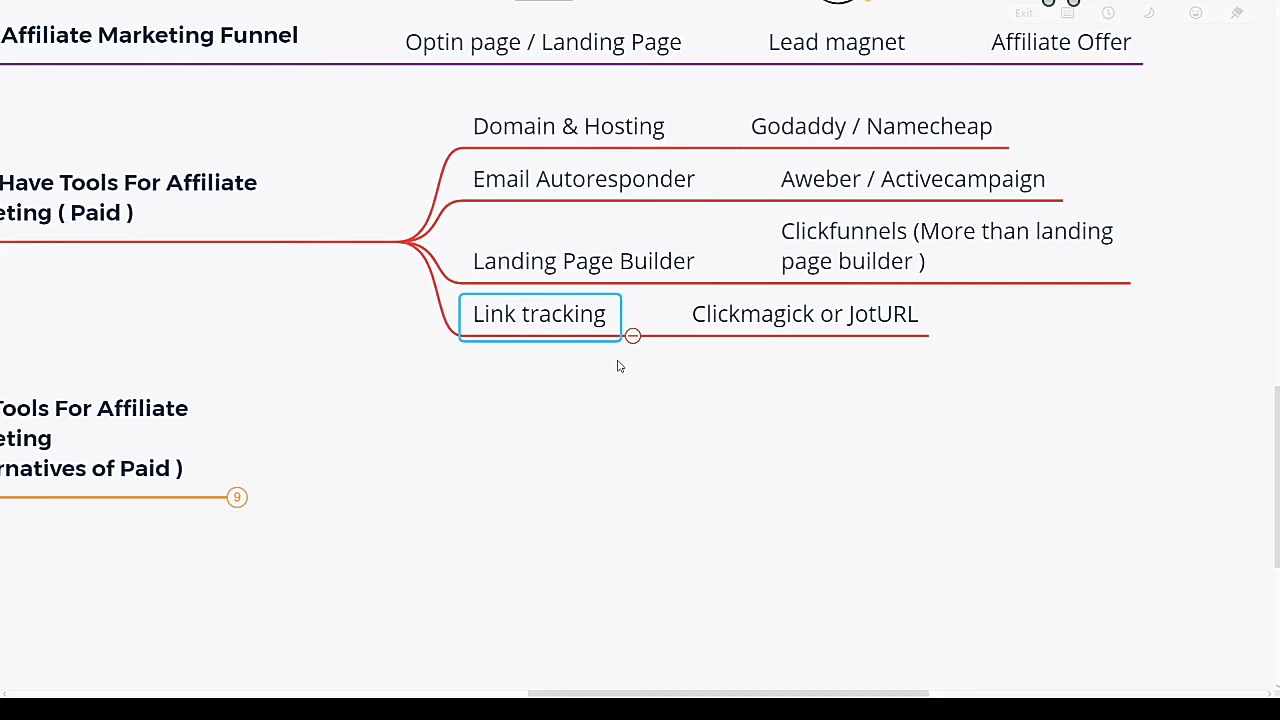 Exit
Affiliate Marketing Funnel
Optin page / Landing Page
Lead magnet
Affiliate Offer
Have Tools For Affiliate
eting ( Paid )
Domain & Hosting
Godaddy / Namecheap
Email Autoresponder
Aweber / Activecampaign
Landing Page Builder
Clickfunnels (More than landing
page builder )
Link tracking
Clickmagick or JotURL
Tools For Affiliate
eting
rnatives of Paid )
9